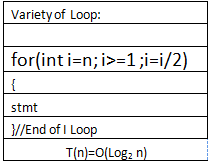 Variety of Loop:
for(int i=n; i>=1 ;i=i/2)
{
stmt
}//End of I Loop
T(n)=O(Log₂ n)